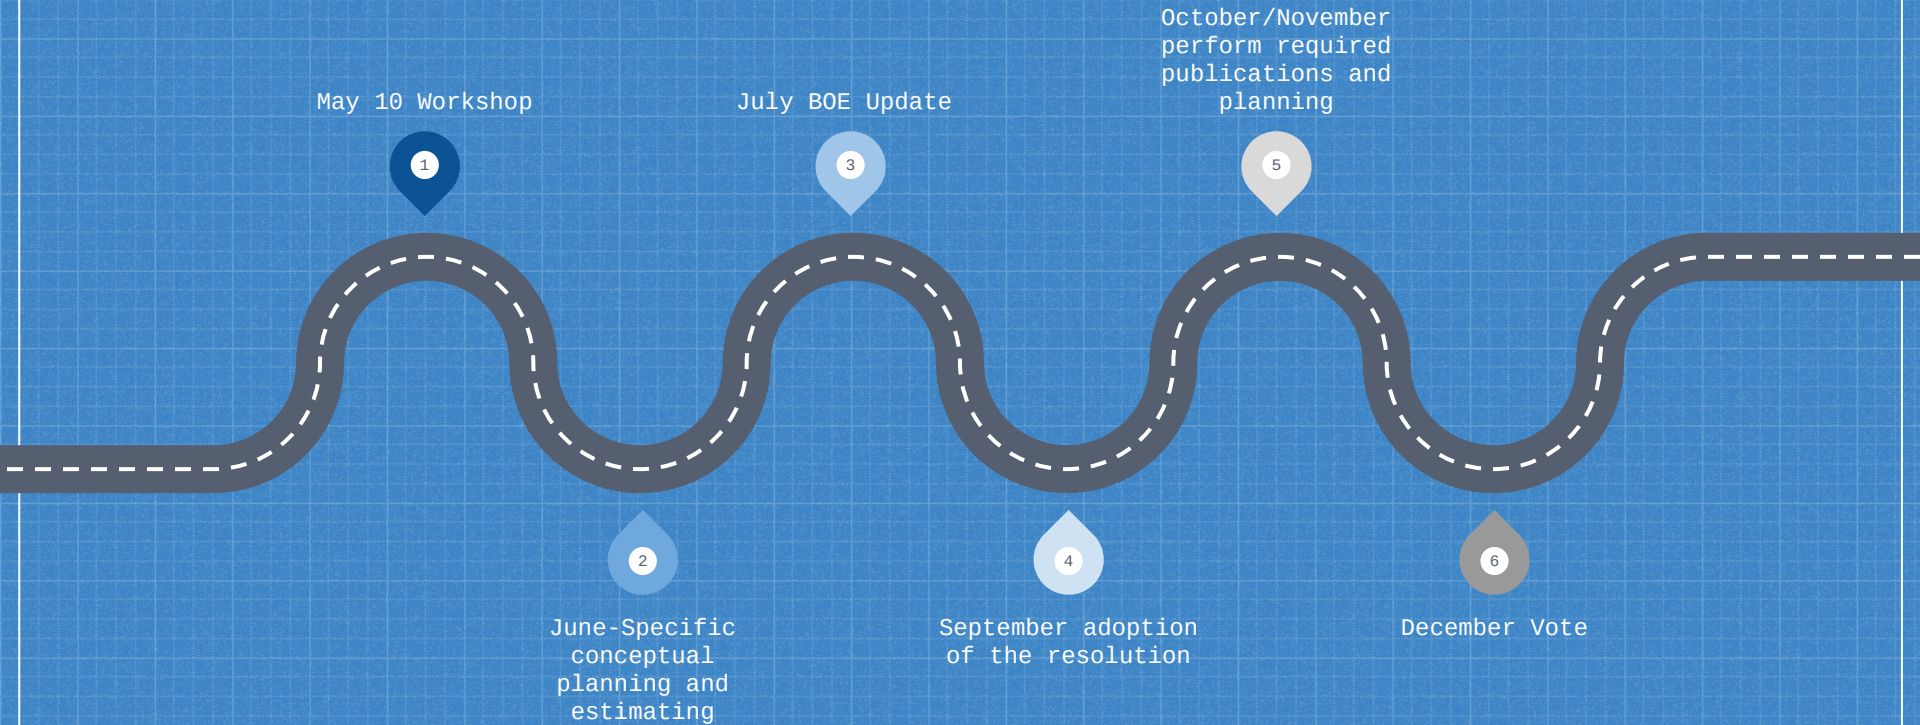 May 10 Workshop
1
June-Specific
conceptual
planning and
estimating
2
July BOE Update
3
September adoption
of the resolution
4
October/November
perform required
publications and
planning
5
December Vote
6